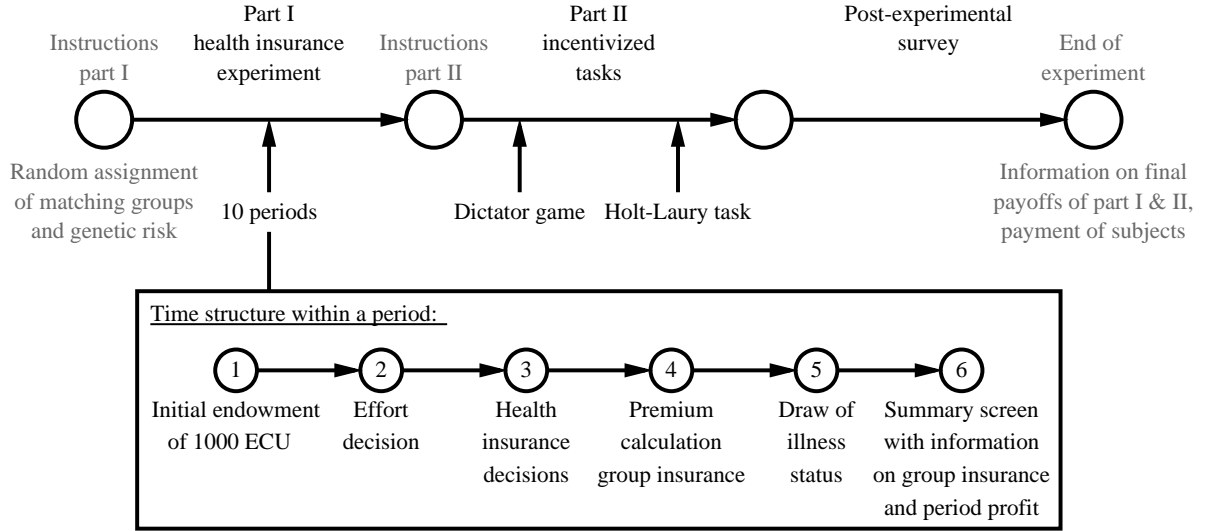 Instructions
part I
Part I
health insurance
experiment
Instructions
part II
Part II
incentivized
tasks
Post-experimental
survey
End of
experiment
Random assignment
of matching groups
and genetic risk
10 periods
Dictator game
Holt-Laury task
Information on final
payoffs of part I & II,
payment of subjects
Time structure within a period:
1
Initial endowment
of 1000 ECU
2
Effort
decision
3
Health
insurance
decisions
4
Premium
calculation
group insurance
5
Draw of
illness
status
6
Summary screen
with information
on group insurance
and period profit